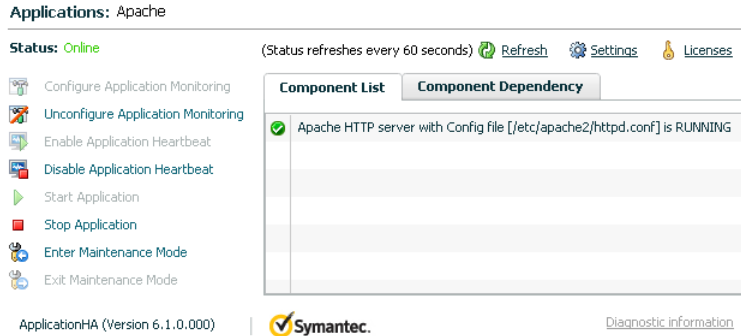 Applications: Apache
Status: Online
(Status refreshes every 60 seconds) Refresh Settings Licenses
Configure Application Monitoring
Unconfigure Application Monitoring
Enable Application Heartbeat
Disable Application Heartbeat
Start Application
Stop Application
Enter Maintenance Mode
Exit Maintenance Mode
Component List Component Dependency
Apache HTTP server with Config file [/etc/apache2/httpd.conf] is RUNNING
ApplicationHA (Version 6.1.0.000)
Symantec.
Diagnostic information